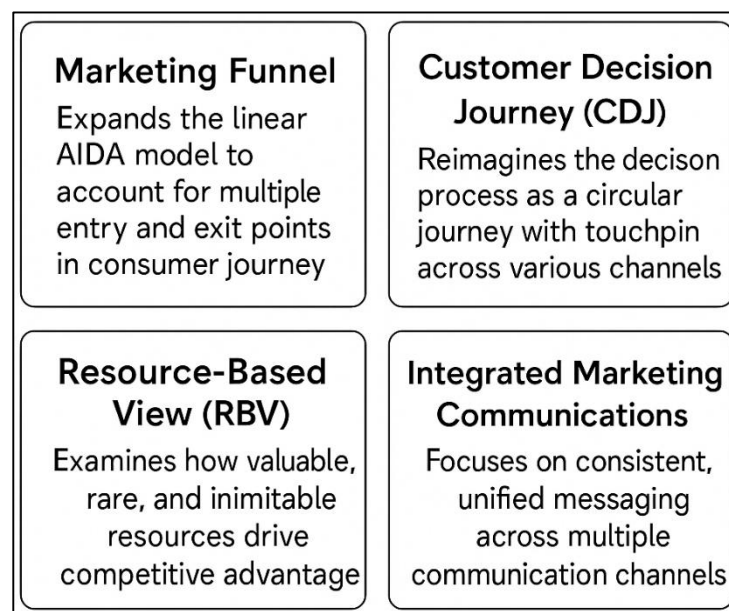 Marketing Funnel
Expands the linear
AIDA model to
account for multiple
entry and exit points
in consumer journey
Customer Decision
Journey (CDJ)
Reimagines the decison
process as a circular
journey with touchpin
across various channels
Resource-Based
View (RBV)
Examines how valuable,
rare, and inimitable
resources drive
competitive advantage
Integrated Marketing
Communications
Focuses on consistent,
unified messaging
across multiple
communication channels